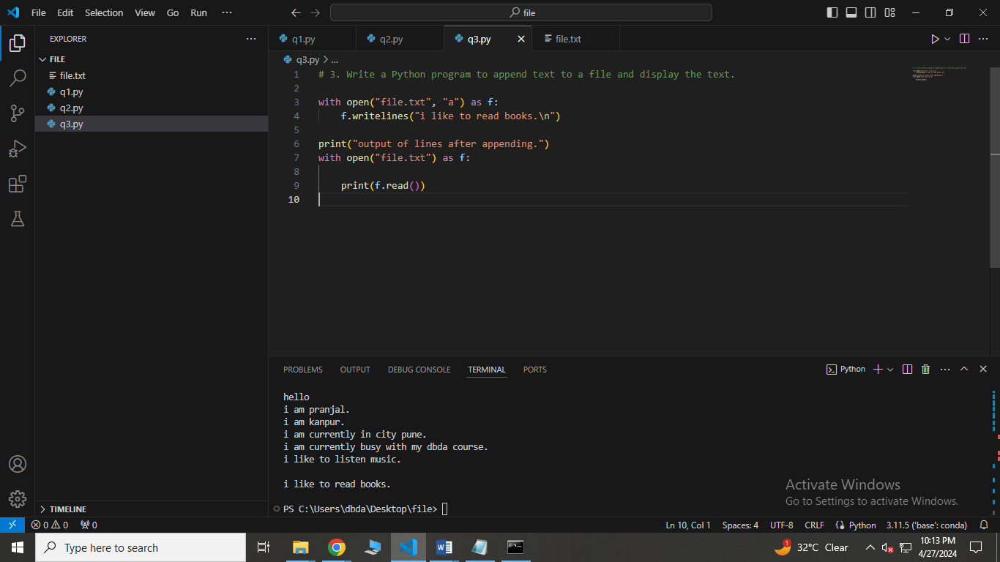 File Edit Selection View Go Run ···
file
EXPLORER ···
FILE
file.txt
q1.py
q2.py
q3.py
TIMELINE
q1.py q2.py q3.py file.txt
q3.py > ...
1 # 3. Write a Python program to append text to a file and display the text.
2
3 with open("file.txt", "a") as f:
4     f.writelines("i like to read books.\n")
5
6 print("output of lines after appending.")
7 with open("file.txt") as f:
8
9     print(f.read())
10
PROBLEMS OUTPUT DEBUG CONSOLE TERMINAL PORTS
Python
hello
i am pranjal.
i am kanpur.
i am currently in city pune.
i am currently busy with my dbda course.
i like to listen music.
i like to read books.
PS C:\Users\dbda\Desktop\file>
Activate Windows
Go to Settings to activate Windows.
0 0 0
Ln 10, Col 1 Spaces: 4 UTF-8 CRLF Python 3.11.5 ('base': conda)
Type here to search
1
32°C Clear
10:13 PM
4/27/2024